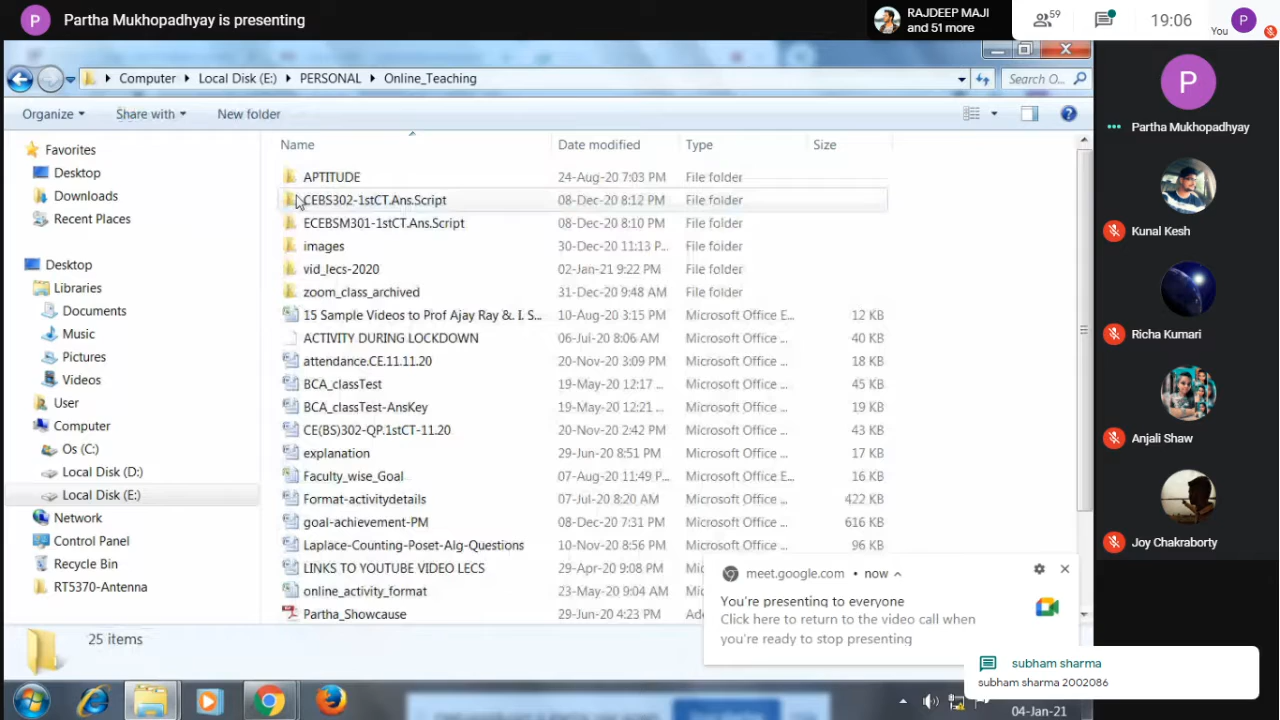 P Partha Mukhopadhyay is presenting
RAJDEEP MAJI
and 51 more
59
19:06
You
P
Computer Local Disk (E:) PERSONAL Online_Teaching
Search O...
Organize Share with New folder
Favorites
Desktop
Downloads
Recent Places
Desktop
Libraries
Documents
Music
Pictures
Videos
User
Computer
Os (C:)
Local Disk (D:)
Local Disk (E:)
Network
Control Panel
Recycle Bin
RT5370-Antenna
Name Date modified Type Size
APTITUDE 24-Aug-20 7:03 PM File folder
CEBS302-1stCT.Ans.Script 08-Dec-20 8:12 PM File folder
ECEBSM301-1stCT.Ans.Script 08-Dec-20 8:10 PM File folder
images 30-Dec-20 11:13 P... File folder
vid_lecs-2020 02-Jan-21 9:22 PM File folder
zoom_class_archived 31-Dec-20 9:48 AM File folder
15 Sample Videos to Prof Ajay Ray &. I. S... 10-Aug-20 3:15 PM Microsoft Office E... 12 KB
ACTIVITY DURING LOCKDOWN 06-Jul-20 8:06 AM Microsoft Office ... 40 KB
attendance.CE.11.11.20 20-Nov-20 3:09 PM Microsoft Office ... 18 KB
BCA_classTest 19-May-20 12:17 ... Microsoft Office ... 45 KB
BCA_classTest-AnsKey 19-May-20 12:21 ... Microsoft Office ... 19 KB
CE(BS)302-QP.1stCT-11.20 20-Nov-20 2:42 PM Microsoft Office ... 43 KB
explanation 29-Jun-20 8:51 PM Microsoft Office ... 17 KB
Faculty_wise_Goal 07-Aug-20 11:49 P... Microsoft Office E... 16 KB
Format-activitydetails 07-Jul-20 8:20 AM Microsoft Office ... 422 KB
goal-achievement-PM 08-Dec-20 7:31 PM Microsoft Office ... 616 KB
Laplace-Counting-Poset-Alg-Questions 10-Nov-20 8:56 PM Microsoft Office ... 96 KB
LINKS TO YOUTUBE VIDEO LECS 29-Apr-20 9:08 PM
online_activity_format 23-May-20 9:04 AM
Partha_Showcase 29-Jun-20 4:23 PM
25 items
meet.google.com • now
You're presenting to everyone
Click here to return to the video call when
you're ready to stop presenting
P
Partha Mukhopadhyay
Kunal Kesh
Richa Kumari
Anjali Shaw
Joy Chakraborty
subham sharma
subham sharma 2002086
04-Jan-21